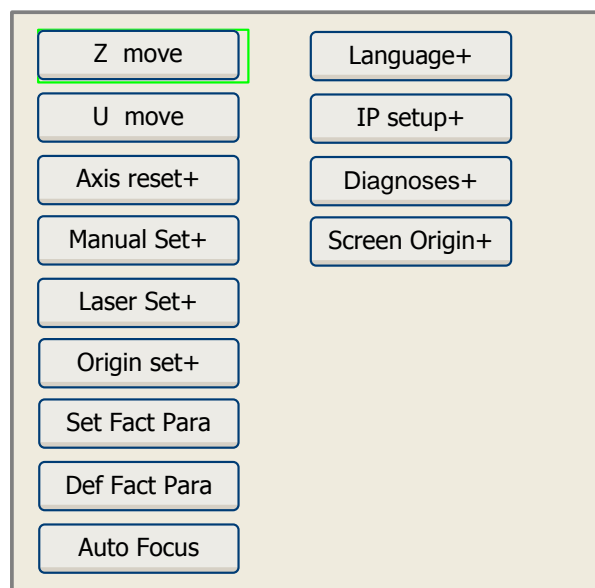 Z  move
U  move
Axis reset+
Manual Set+
Laser Set+
Origin set+
Set Fact Para
Def Fact Para
Auto Focus
Language+
IP setup+
Diagnoses+
Screen Origin+